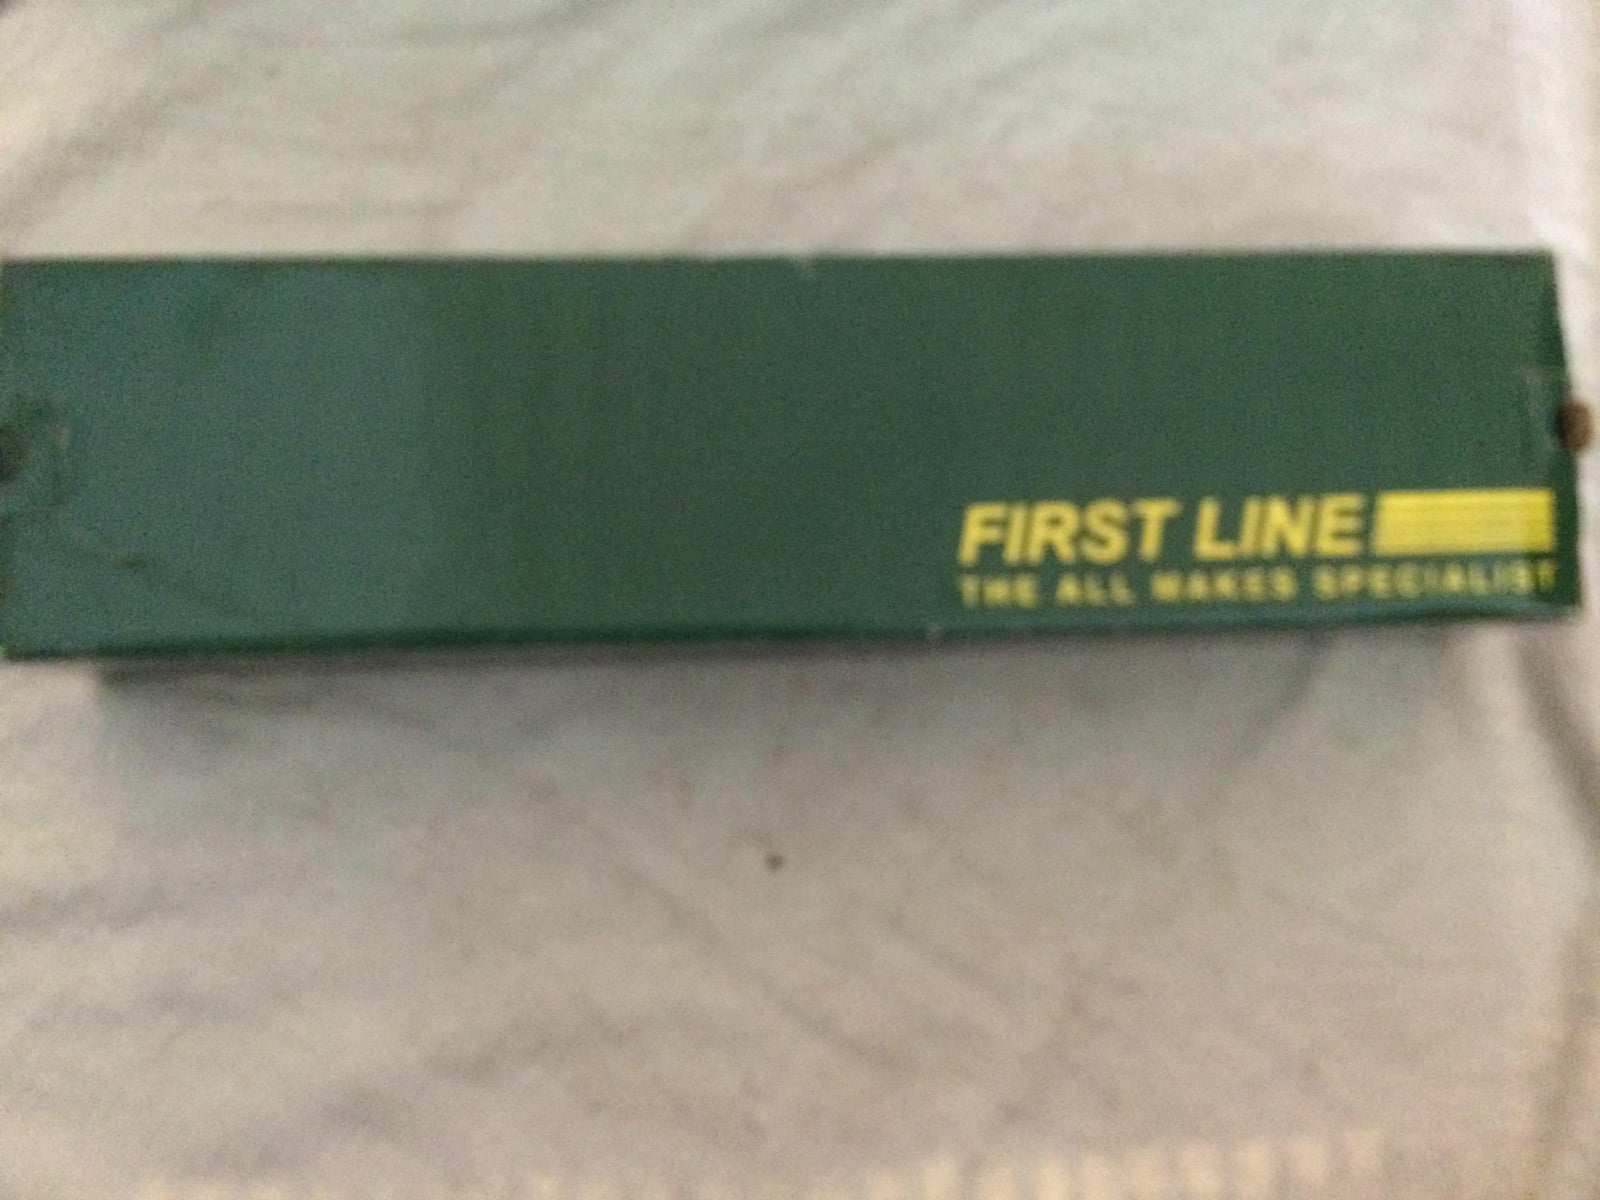 FIRST LINE
THE ALL MAKES SPECIALIST